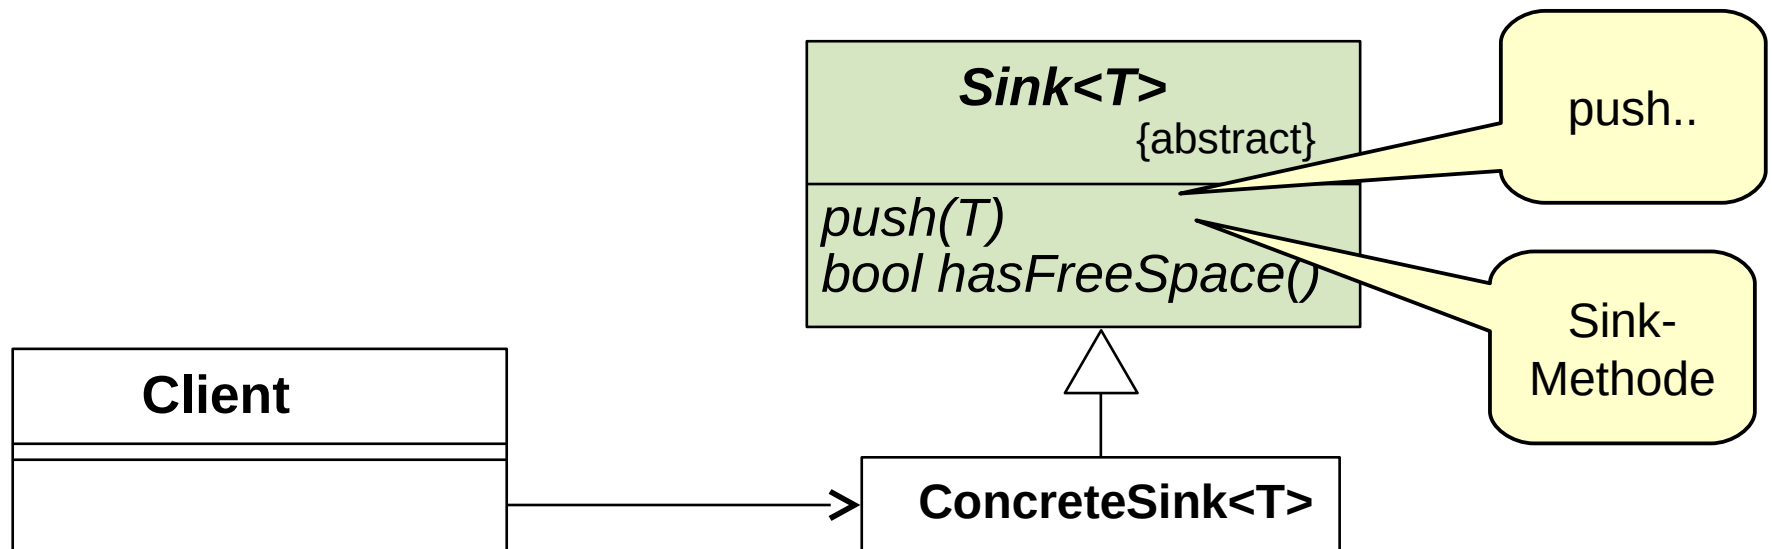 Sink<T>
{abstract}
push(T)
bool hasFreeSpace()
push..
Sink-
Methode
Client
ConcreteSink<T>